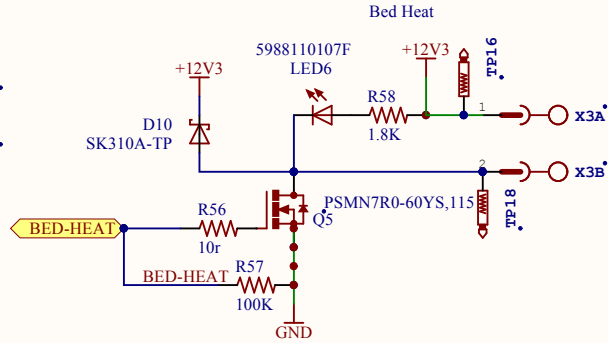 Bed Heat
5988110107F
LED6
+12V3
TP16
+12V3
R58
1.8K
1
X3A
D10
SK310A-TP
2
X3B
PSMN7R0-60YS,115
Q5
TP18
R56
10r
BED-HEAT
BED-HEAT
R57
100K
GND